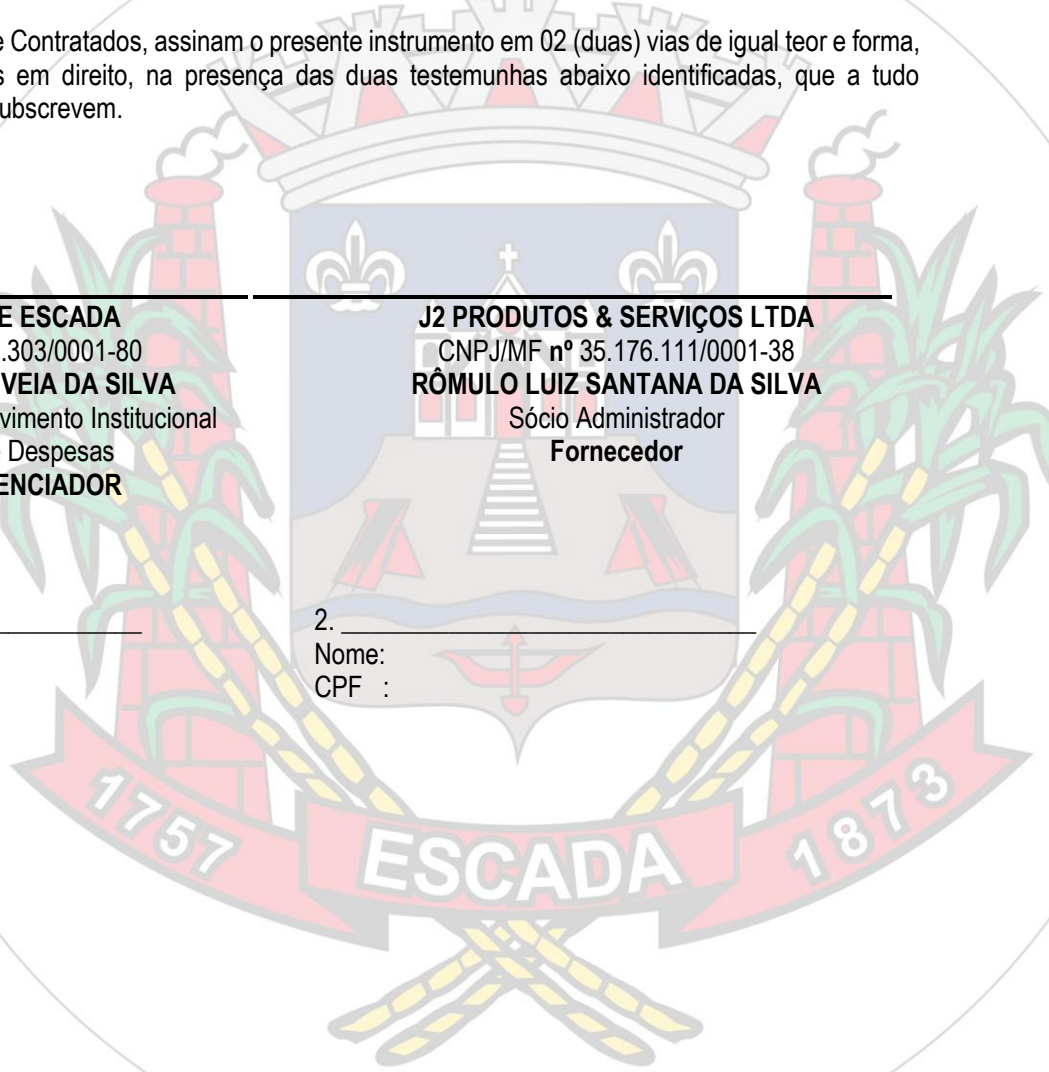 e Contratados, assinam o presente instrumento em 02 (duas) vias de igual teor e forma,
s em direito, na presença das duas testemunhas abaixo identificadas, que a tudo
ubscrevem.
E ESCADA
.303/0001-80
VEIA DA SILVA
vimento Institucional
Despesas
ENCIADOR
J2 PRODUTOS & SERVIÇOS LTDA
CNPJ/MF nº 35.176.111/0001-38
RÔMULO LUIZ SANTANA DA SILVA
Sócio Administrador
Fornecedor
2. ______________________________
Nome:
CPF :
1757
ESCADA
1873